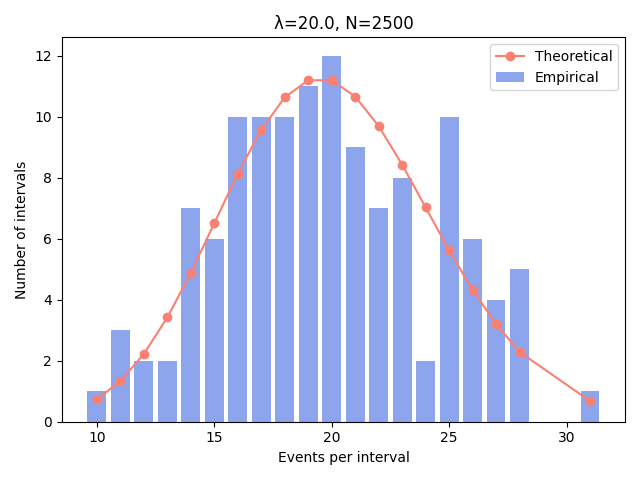 λ=20.0, N=2500
Theoretical
Empirical
Number of intervals
12
10
8
6
4
2
0
10
15
20
25
30
Events per interval